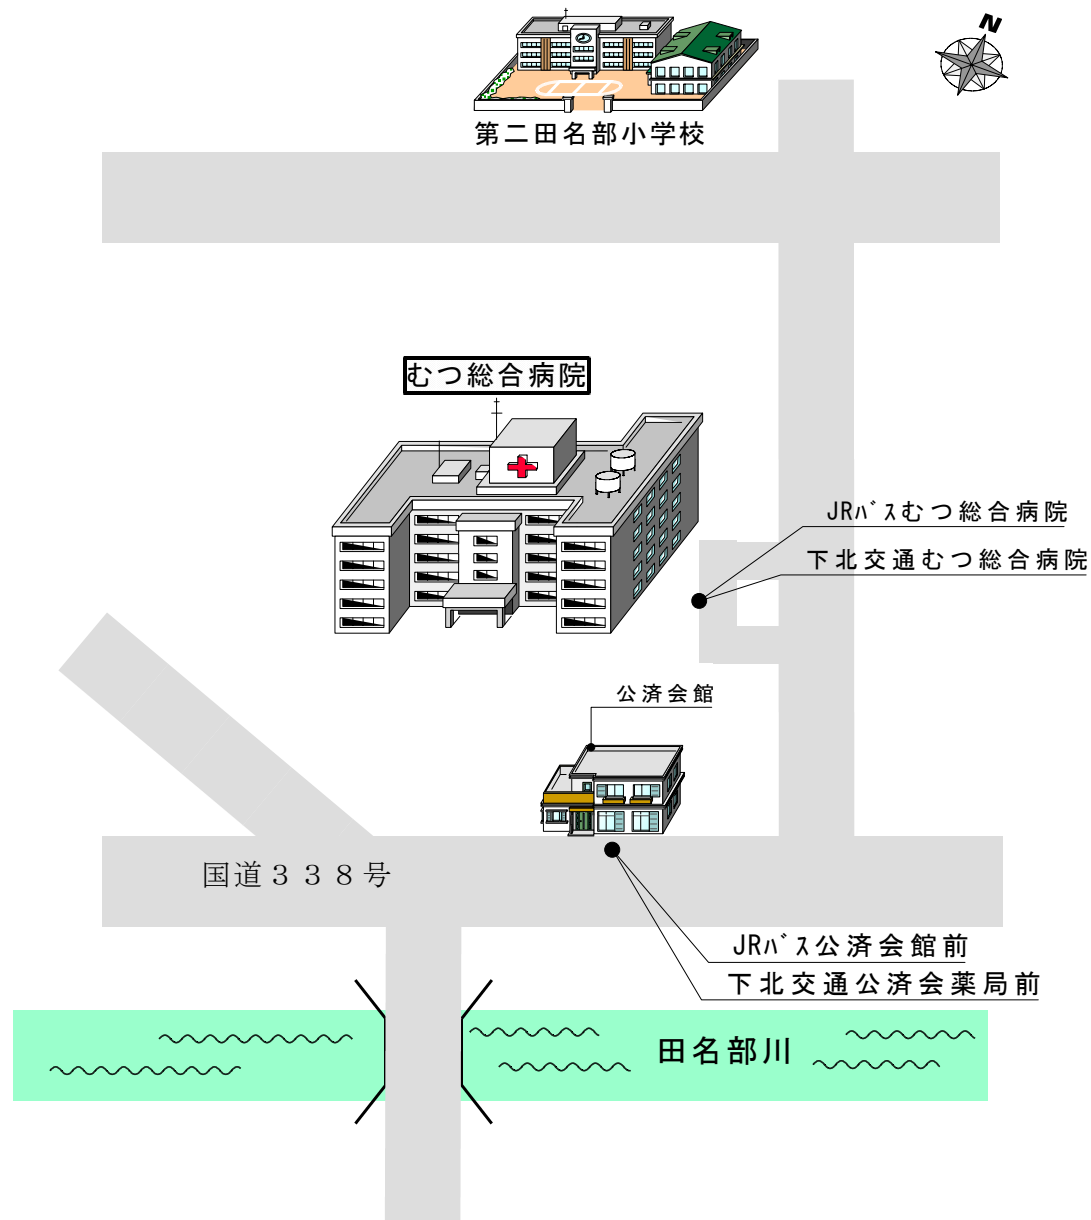 N
第二田名部小学校
むつ総合病院
JRﾊﾞｽむつ総合病院
下北交通むつ総合病院
公済会館
国道３３８号
JRﾊﾞｽ公済会館前
下北交通公済会薬局前
田名部川